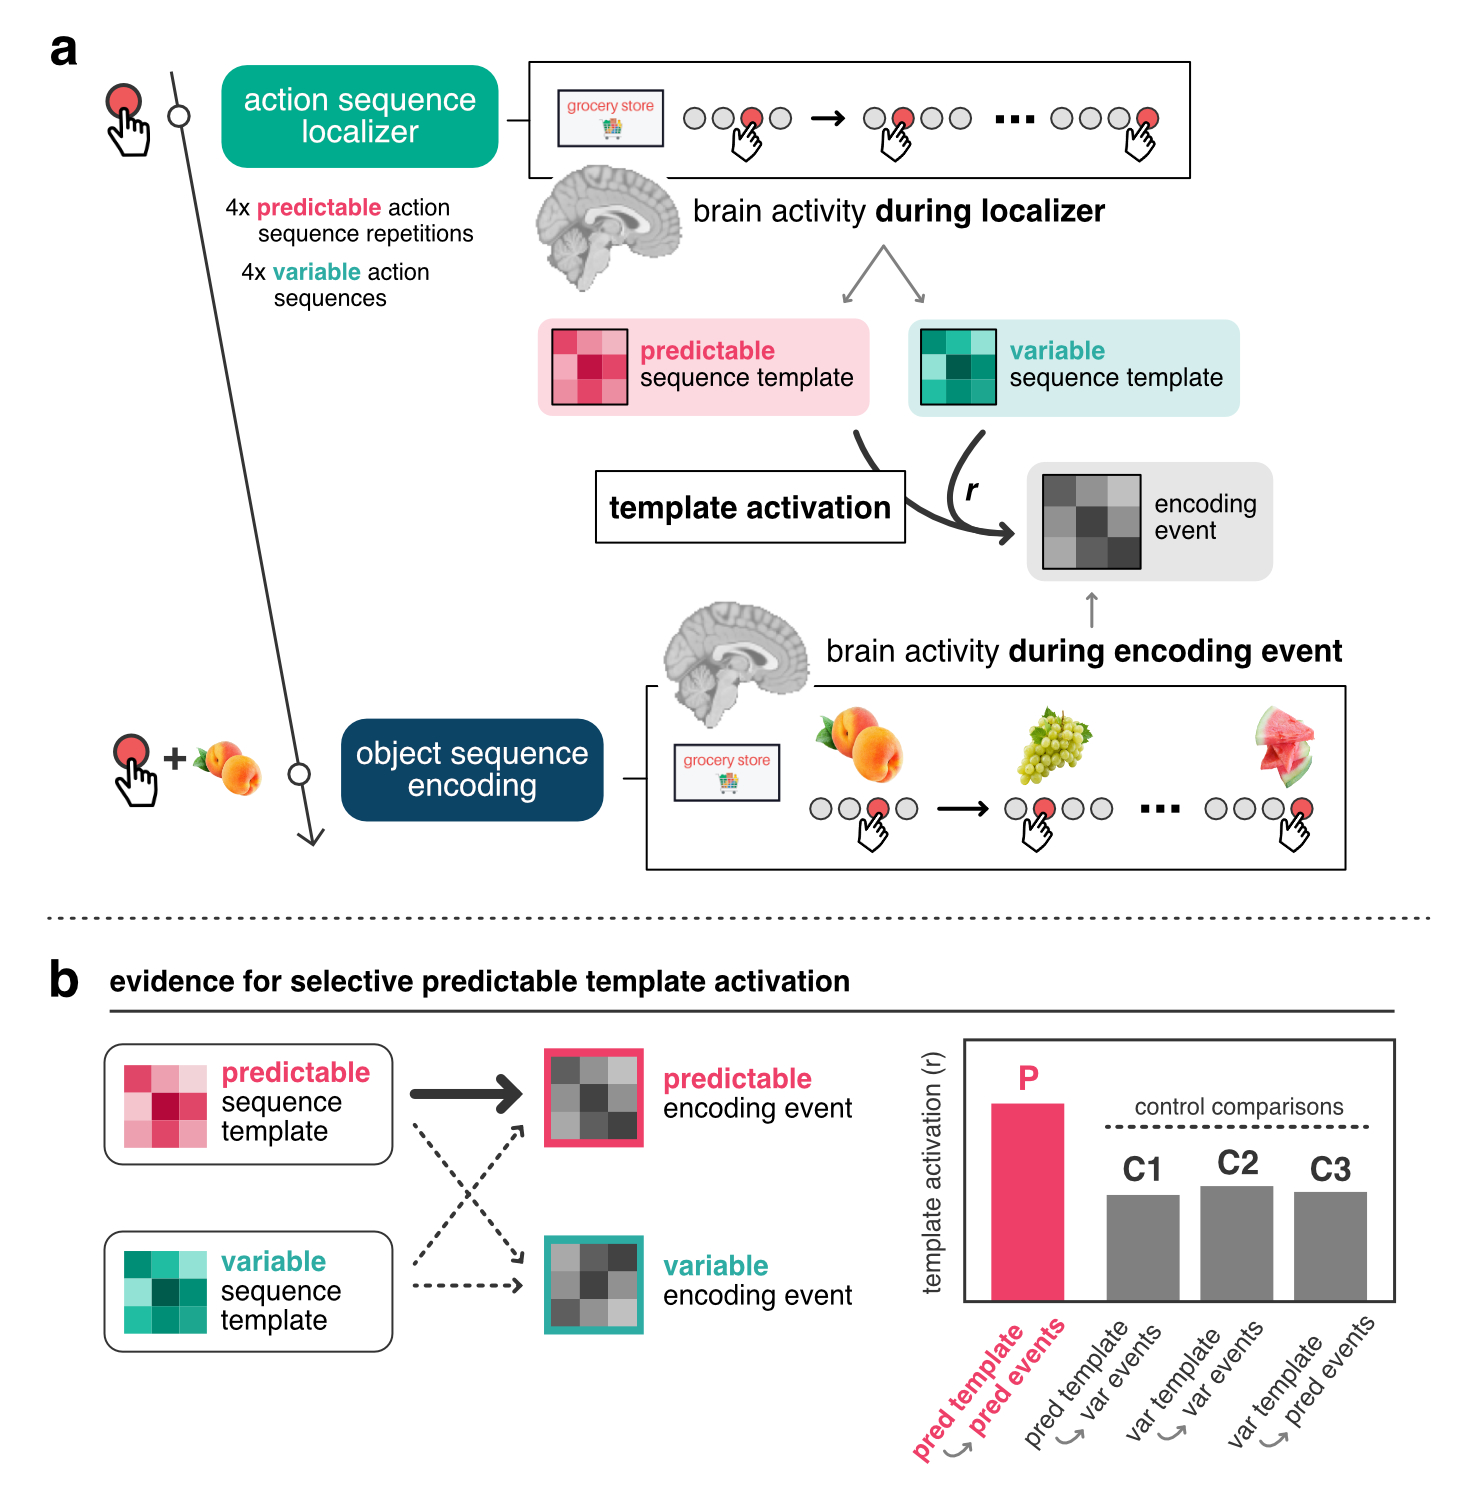 a
action sequence
localizer
grocery store
4x predictable action
sequence repetitions
4x variable action
sequences
brain activity during localizer
predictable
sequence template
variable
sequence template
template activation
r
encoding
event
brain activity during encoding event
+
object sequence
encoding
grocery store
b
evidence for selective predictable template activation
predictable
sequence
template
predictable
encoding event
variable
sequence
template
variable
encoding event
template activation (r)
P
control comparisons
C1
C2
C3
pred template
pred events
pred template
var events
var template
var events
var template
pred events